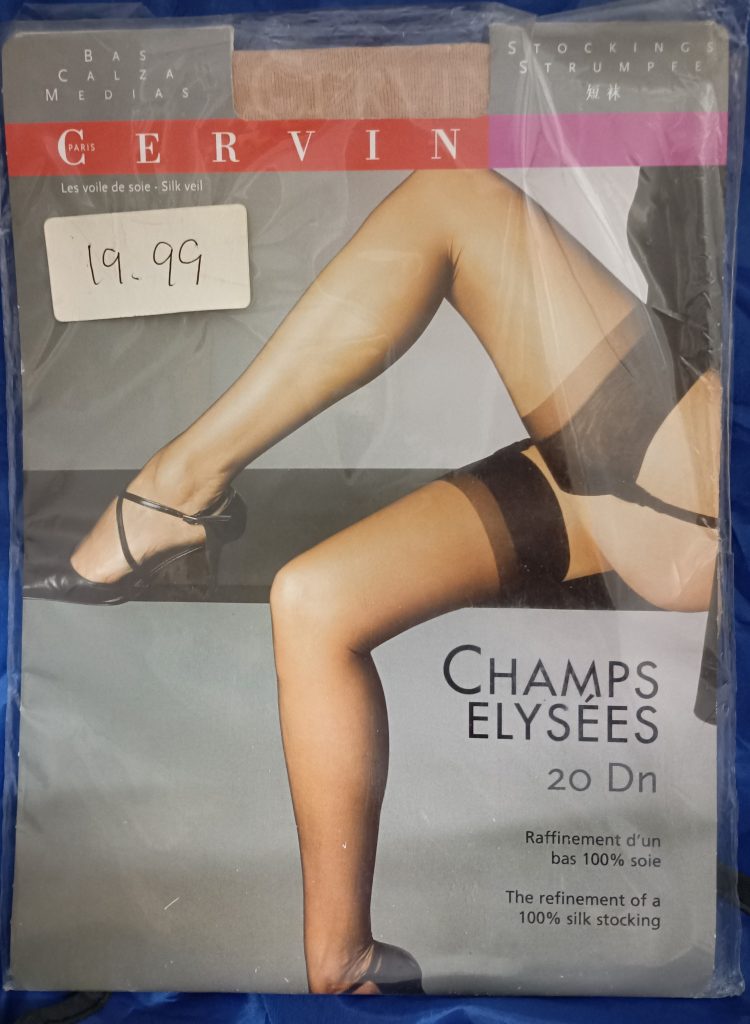 BAS
CALZA
MEDIAS
STOCKINGS
STRUMPFE
短袜
CERVIN
PARIS
Les voile de soie - Silk veil
19.99
CHAMPS
ELYSÉES
20 Dn
Raffinement d'un
bas 100% soie
The refinement of a
100% silk stocking